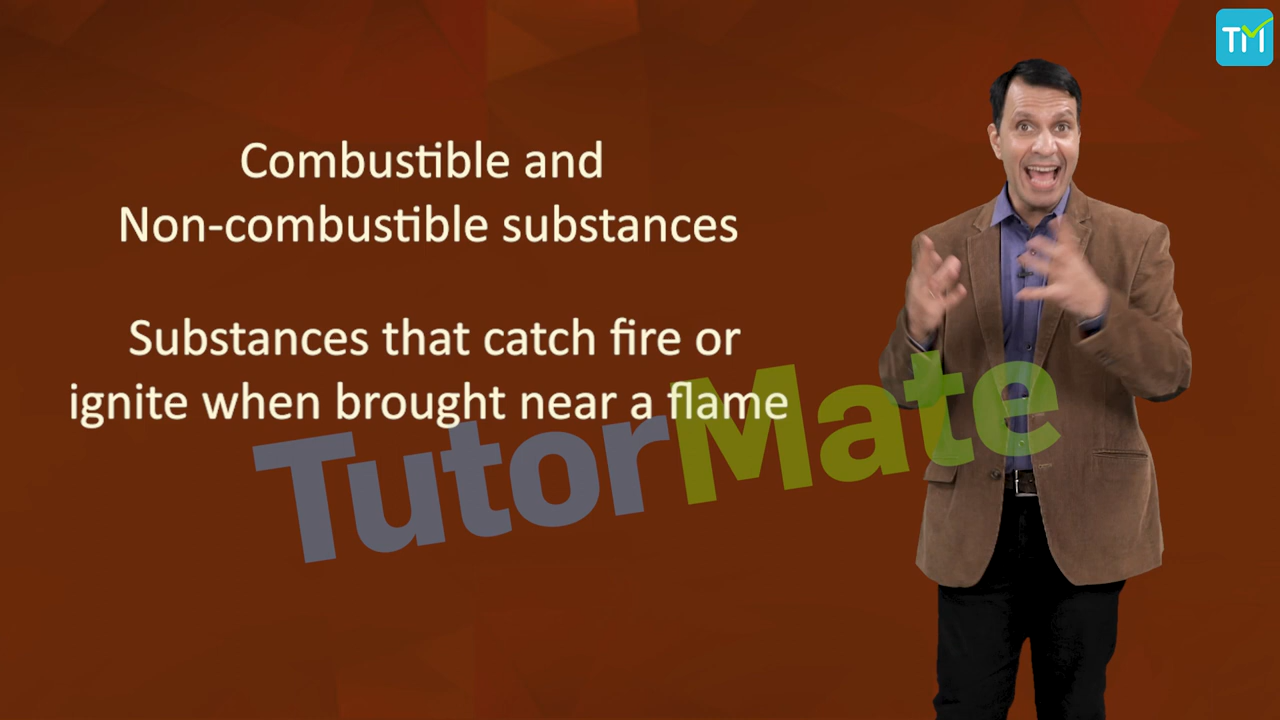 TM
Combustible and
Non-combustible substances
Substances that catch fire or
ignite when brought near a flame
TutorMate